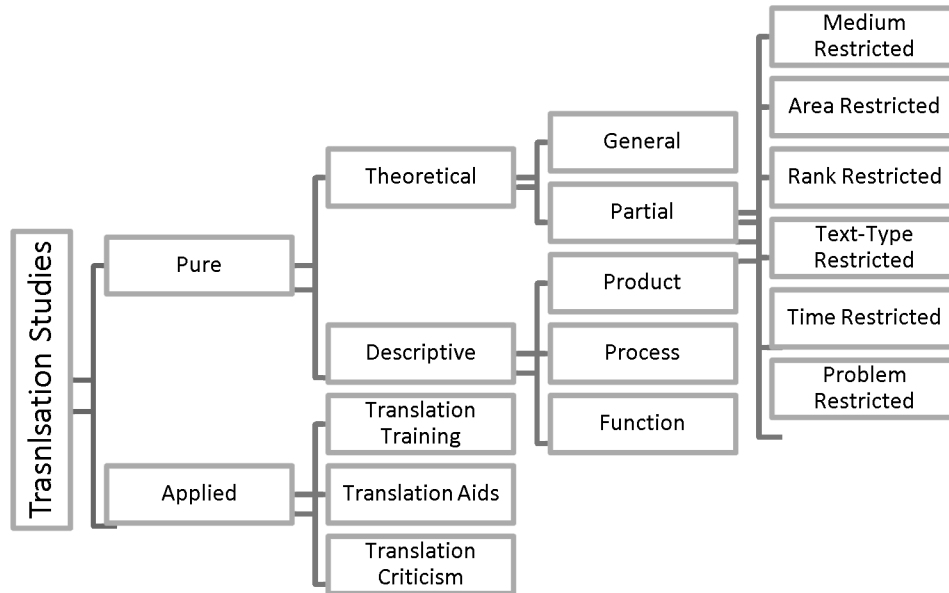 Trasnlsation Studies
Pure
Applied
Theoretical
Descriptive
Translation
Training
Translation Aids
Translation
Criticism
General
Partial
Product
Process
Function
Medium
Restricted
Area Restricted
Rank Restricted
Text-Type
Restricted
Time Restricted
Problem
Restricted